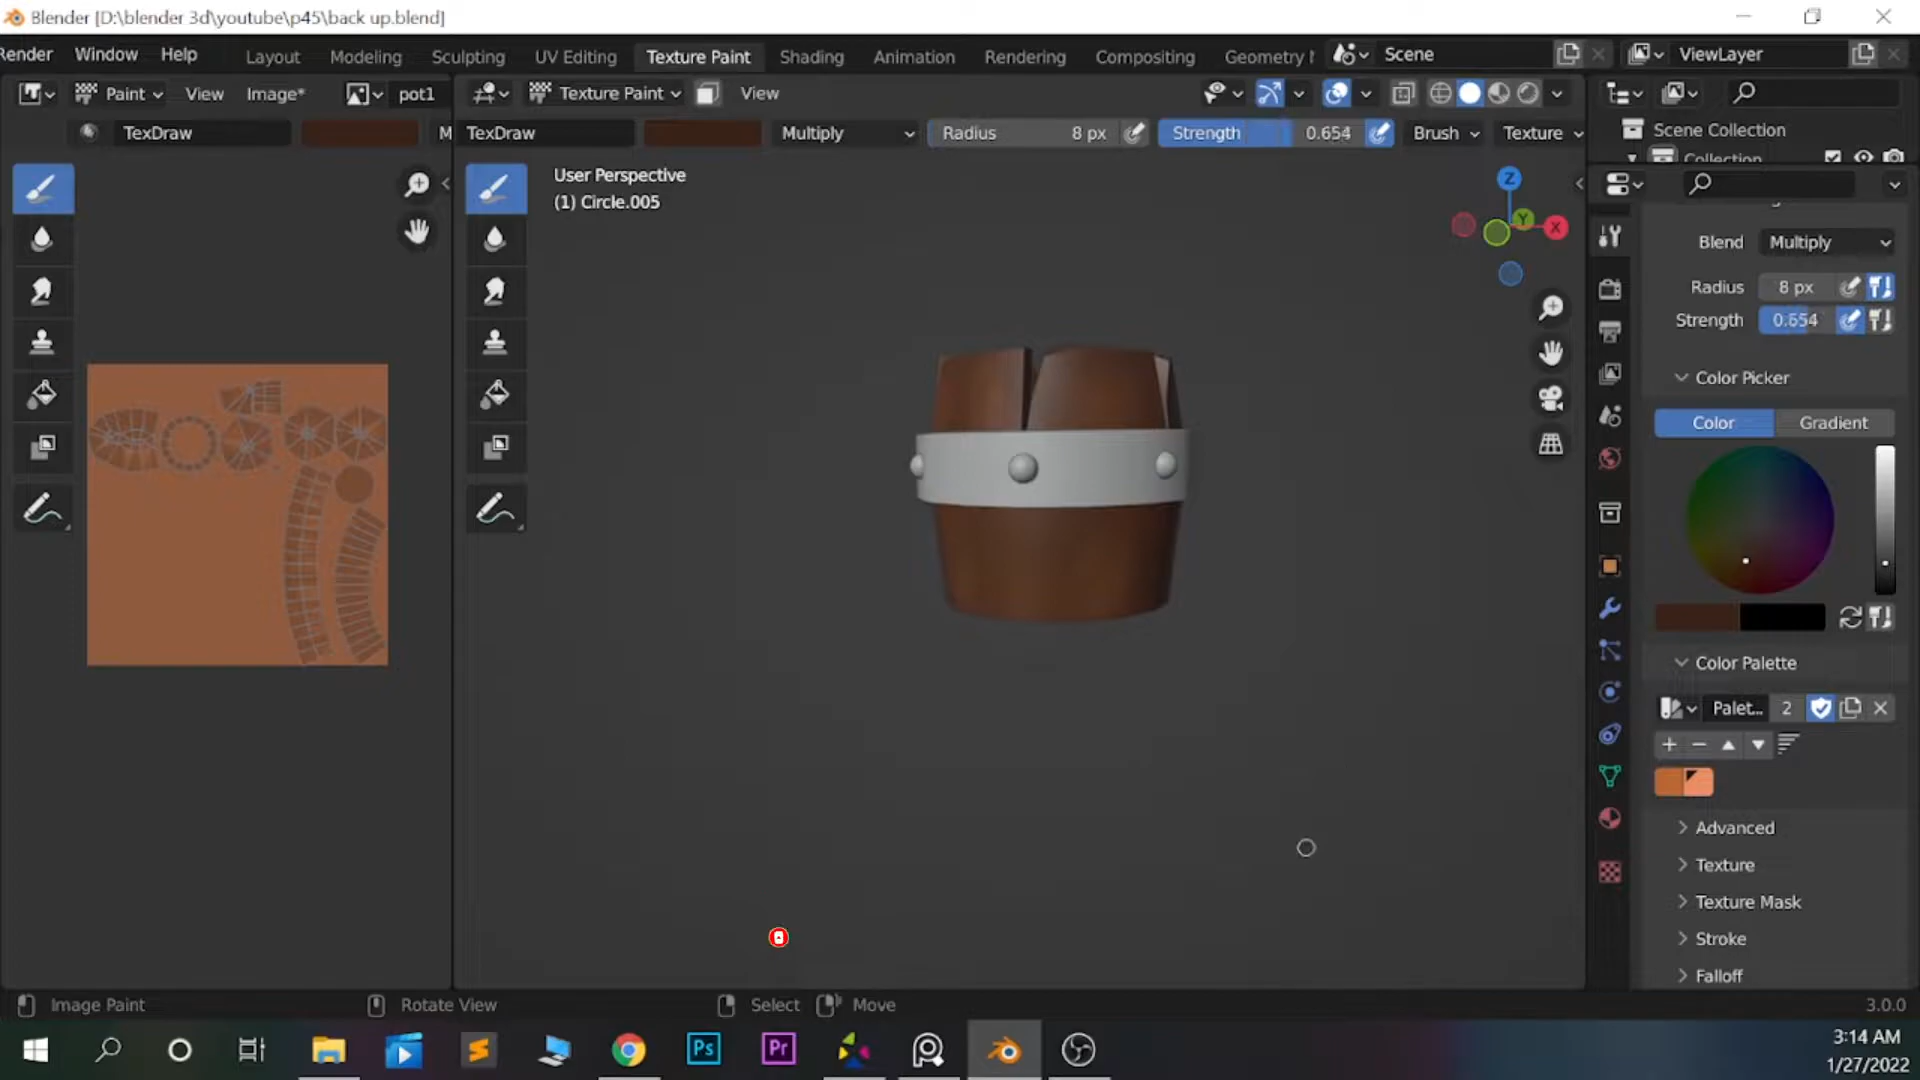 Blender [D:\blender 3d\youtube\p45\back up.blend]
Render Window Help Layout Modeling Sculpting UV Editing Texture Paint Shading Animation Rendering Compositing Geometry Scene ViewLayer
Paint View Image* pot1 Texture Paint View
TexDraw M TexDraw Multiply Radius 8 px Strength 0.654 Brush Texture
Scene Collection
Collection
User Perspective
(1) Circle.005
Z
Y
X
Blend Multiply
Radius 8 px
Strength 0.654
Color Picker
Color Gradient
Color Palette
Palet... 2
Advanced
Texture
Texture Mask
Stroke
Falloff
Image Paint Rotate View Select Move 3.0.0
Ps Pr
3:14 AM
1/27/2022